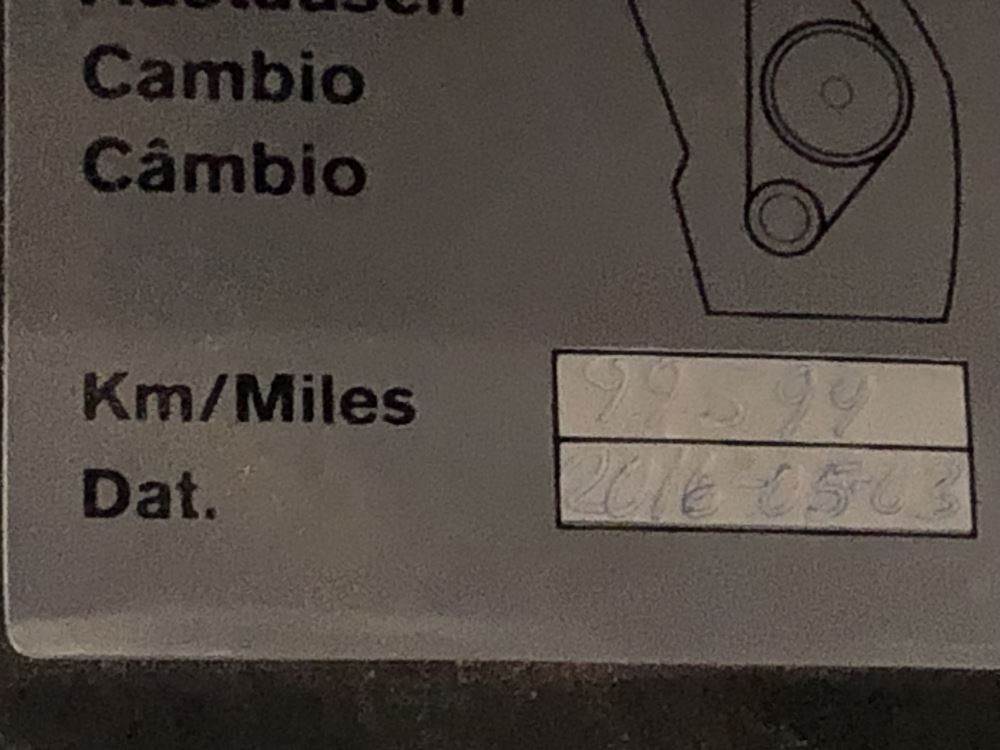 Cambio
Câmbio
Km/Miles
Dat. 2016-05-03